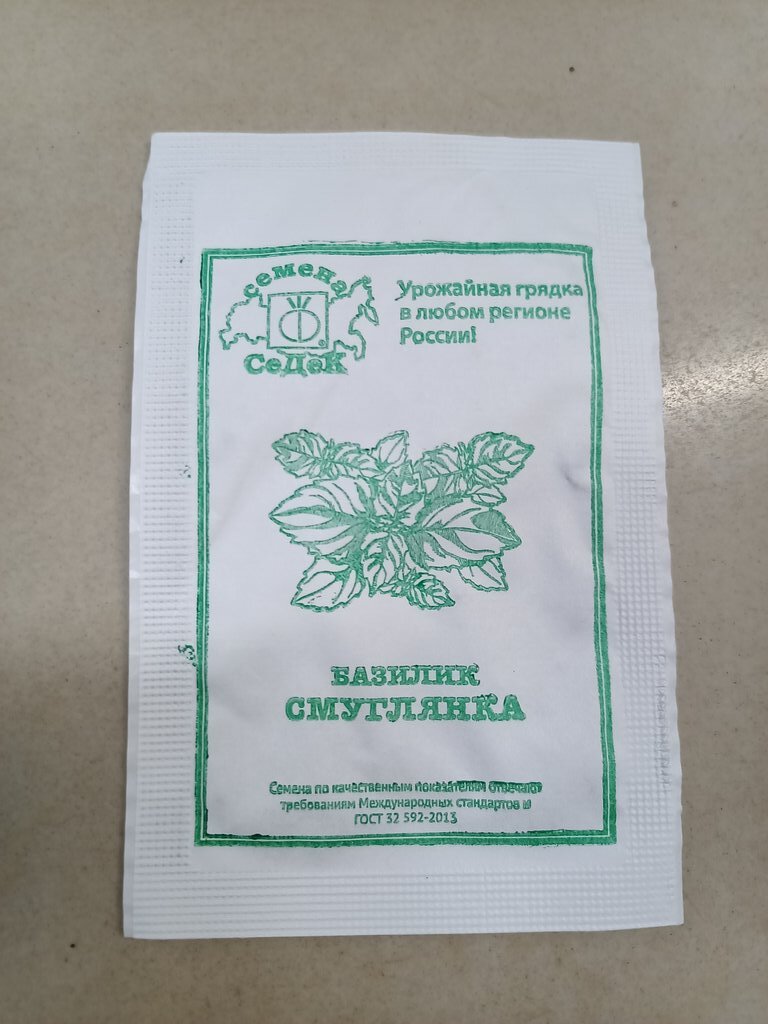 семена
СеДеК
Урожайная грядка
в любом регионе
России!
БАЗИЛИК
СМУГЛЯНКА
Семена по качественным показателям отвечают
требованиям Международных стандартов и
ГОСТ 32 592-2013